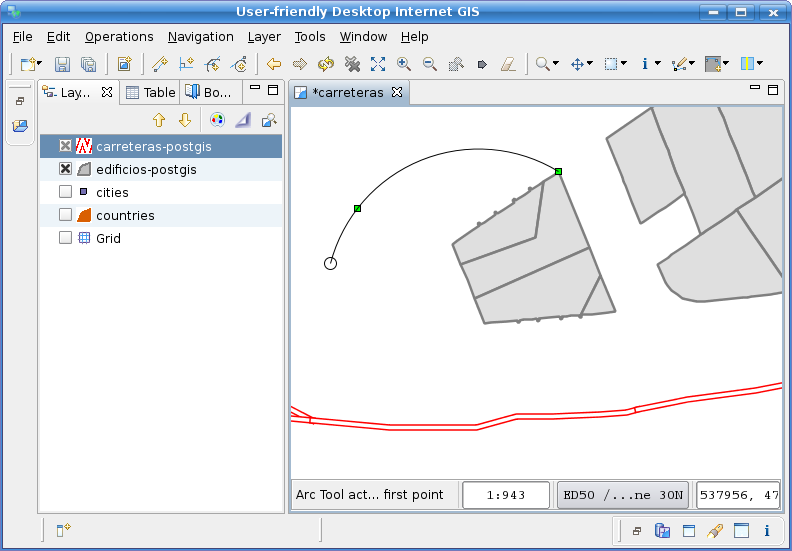 User-friendly Desktop Internet GIS
File Edit Operations Navigation Layer Tools Window Help
Lay... Table Bo...
*carreteras
carreteras-postgis
edificios-postgis
cities
countries
Grid
Arc Tool act... first point 1:943 ED50 /...ne 30N 537956, 47